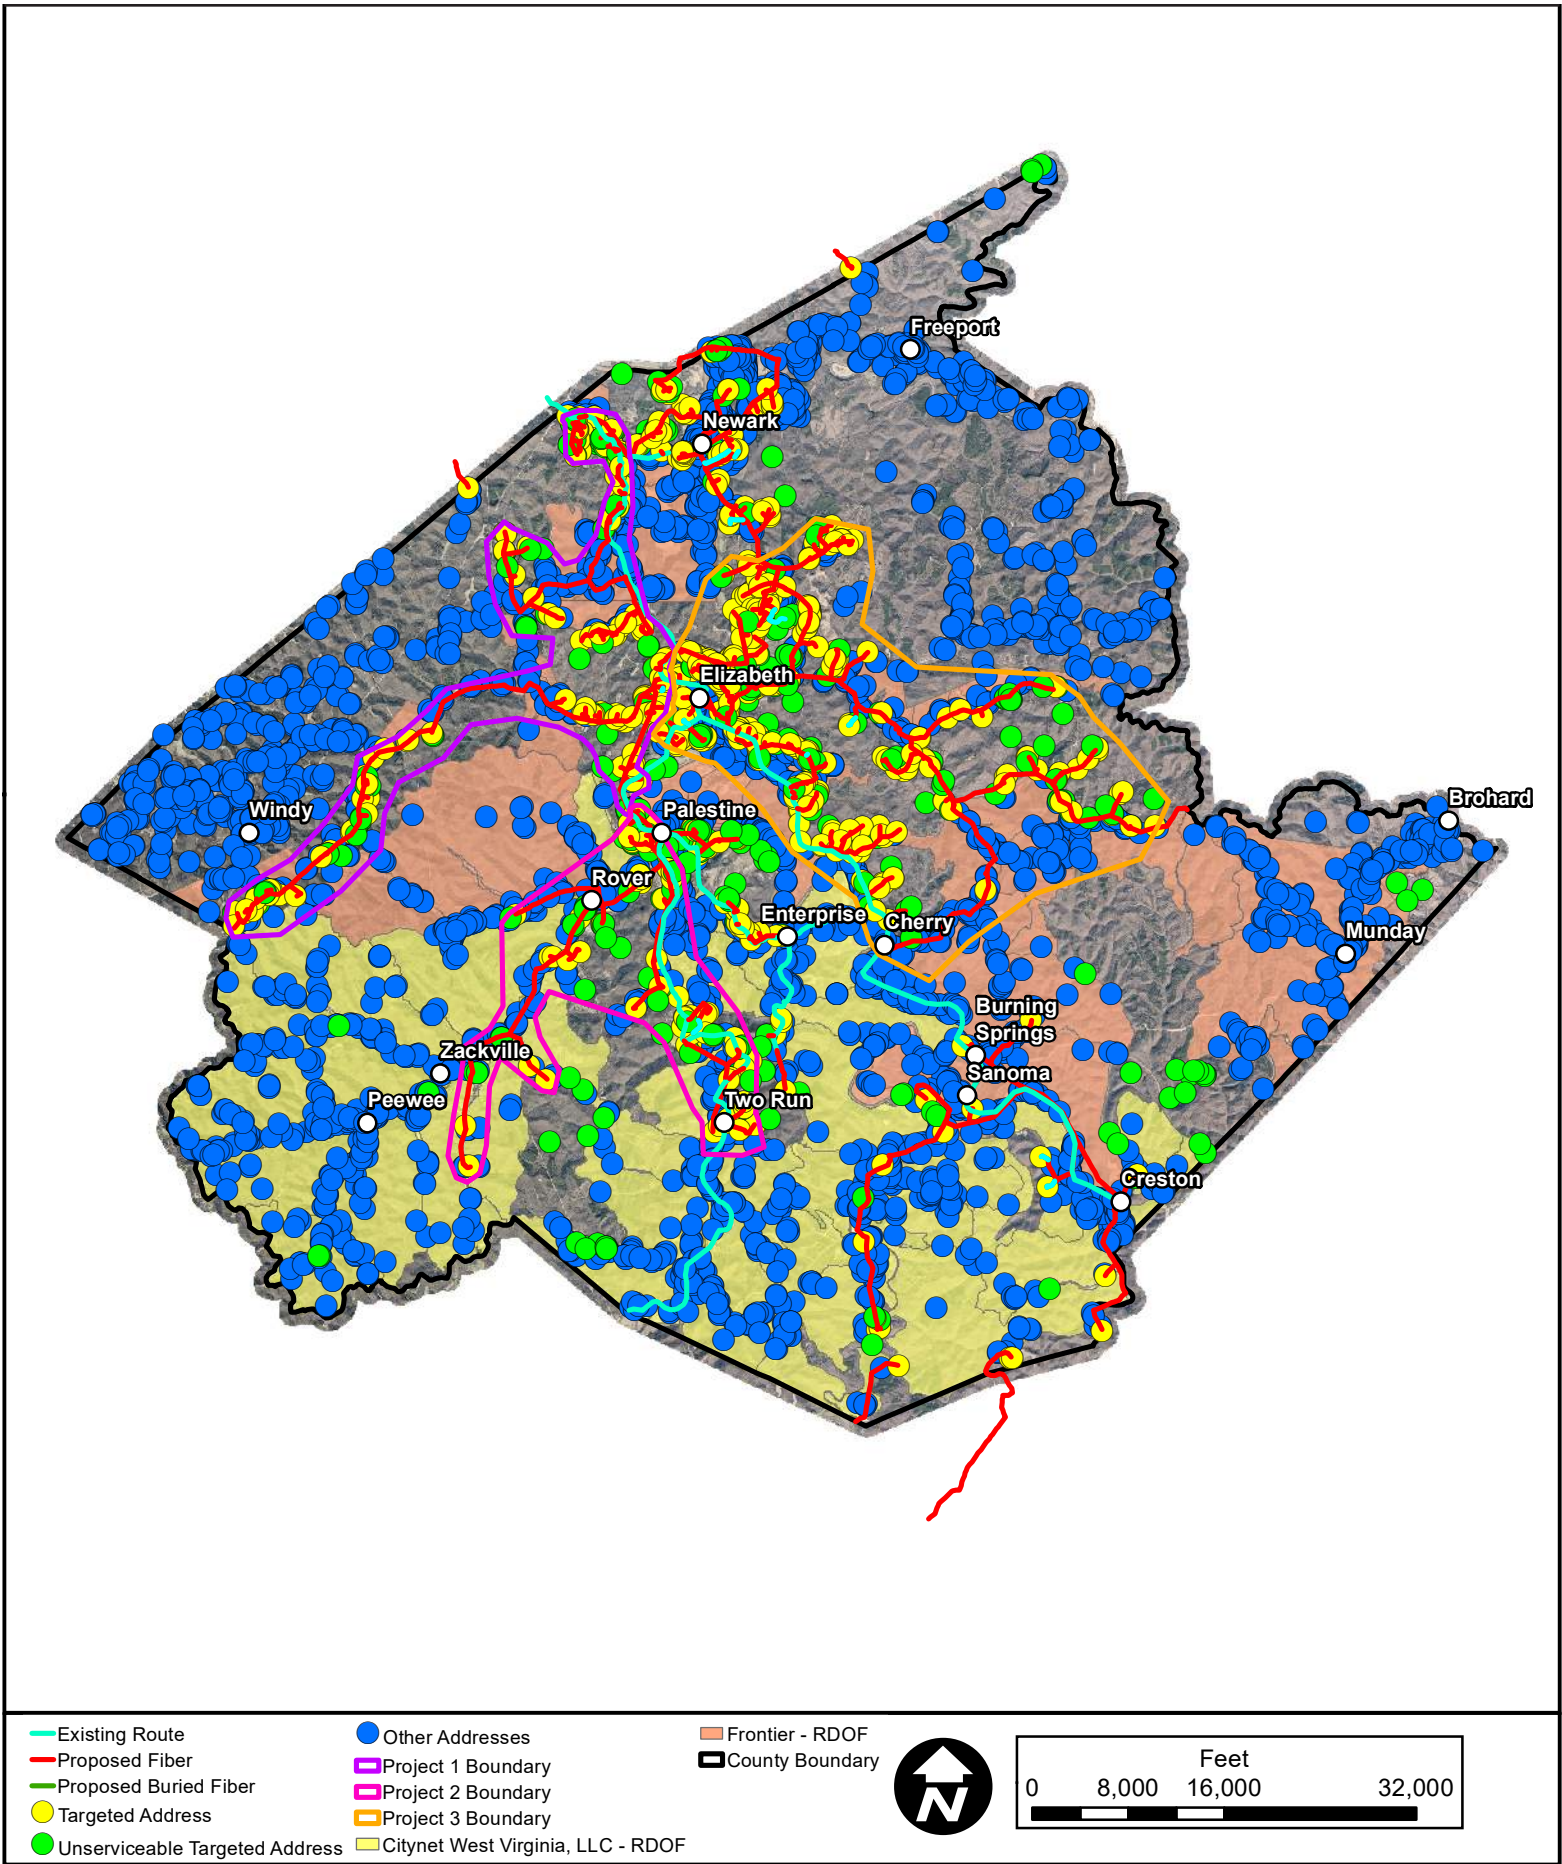 Freeport
Newark
Elizabeth
Windy
Palestine
Brohard
Rover
Enterprise
Cherry
Munday
Burning
Springs
Zackville
Sanoma
Peewee
Two Run
Creston
Existing Route
Proposed Fiber
Proposed Buried Fiber
Targeted Address
Unserviceable Targeted Address
Other Addresses
Project 1 Boundary
Project 2 Boundary
Project 3 Boundary
Citynet West Virginia, LLC - RDOF
Frontier - RDOF
County Boundary
N
Feet
0 8,000 16,000 32,000